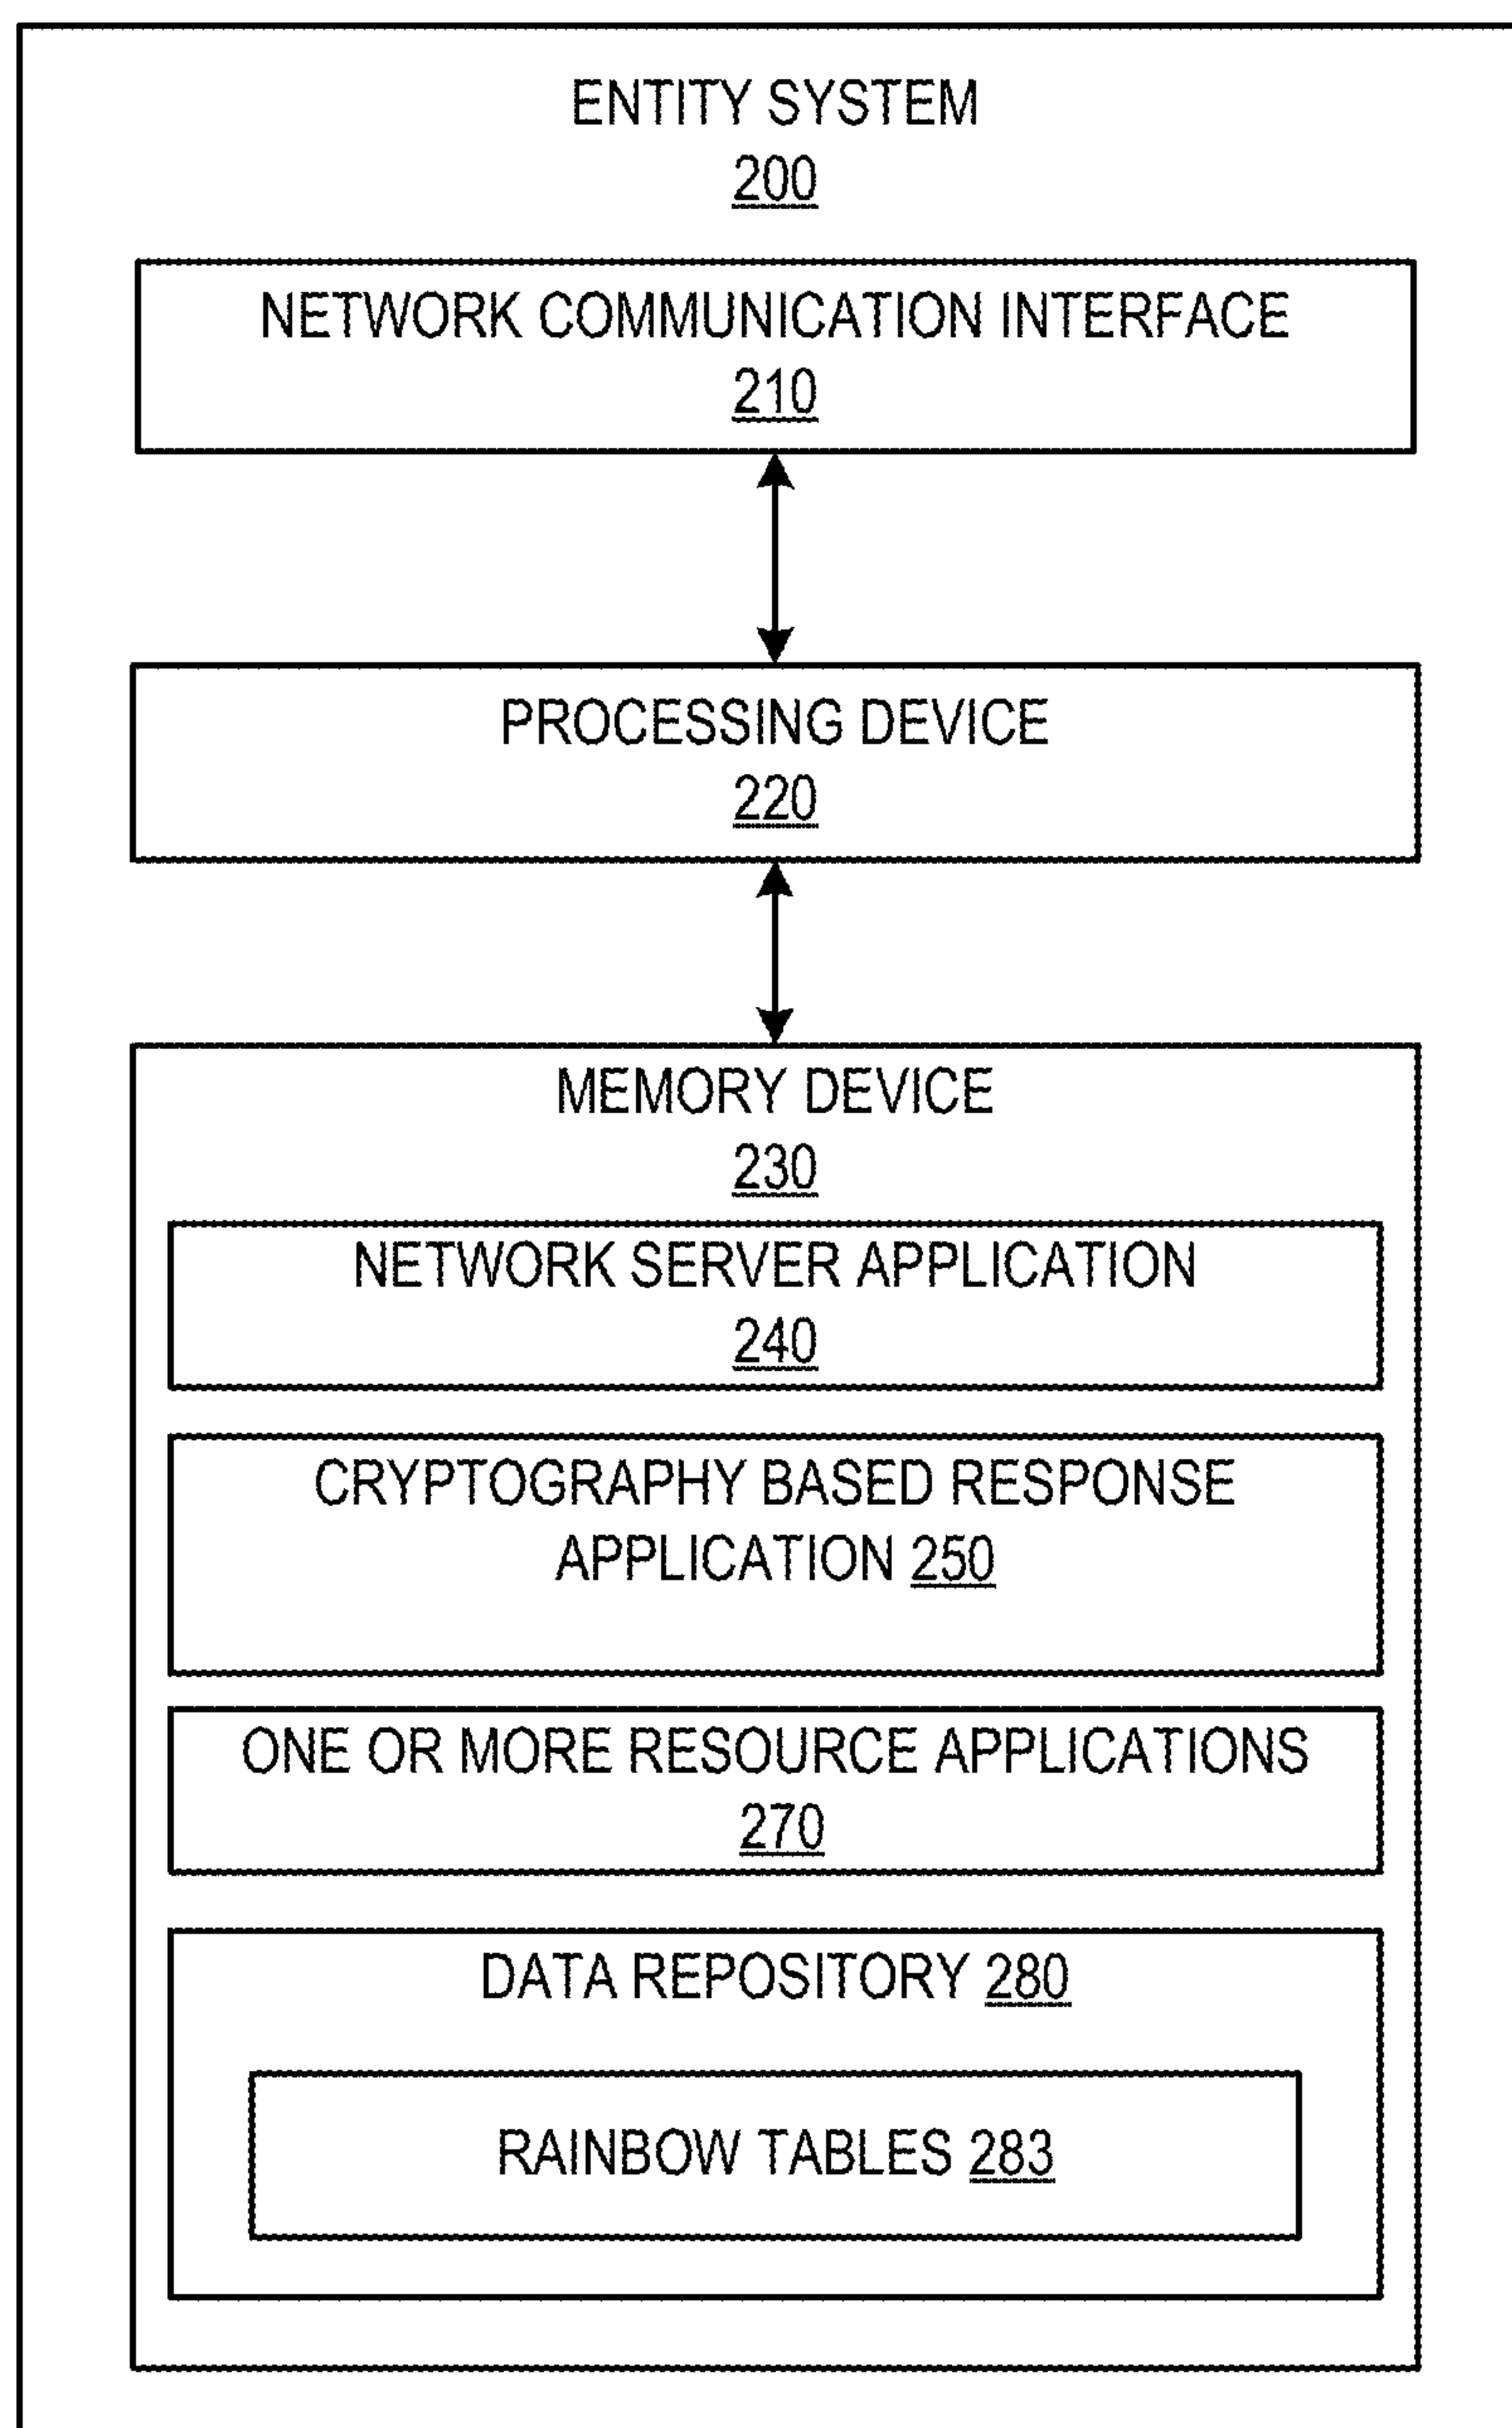 ENTITY SYSTEM
200
NETWORK COMMUNICATION INTERFACE
210
PROCESSING DEVICE
220
MEMORY DEVICE
230
NETWORK SERVER APPLICATION
240
CRYPTOGRAPHY BASED RESPONSE
APPLICATION 250
ONE OR MORE RESOURCE APPLICATIONS
270
DATA REPOSITORY 280
RAINBOW TABLES 283